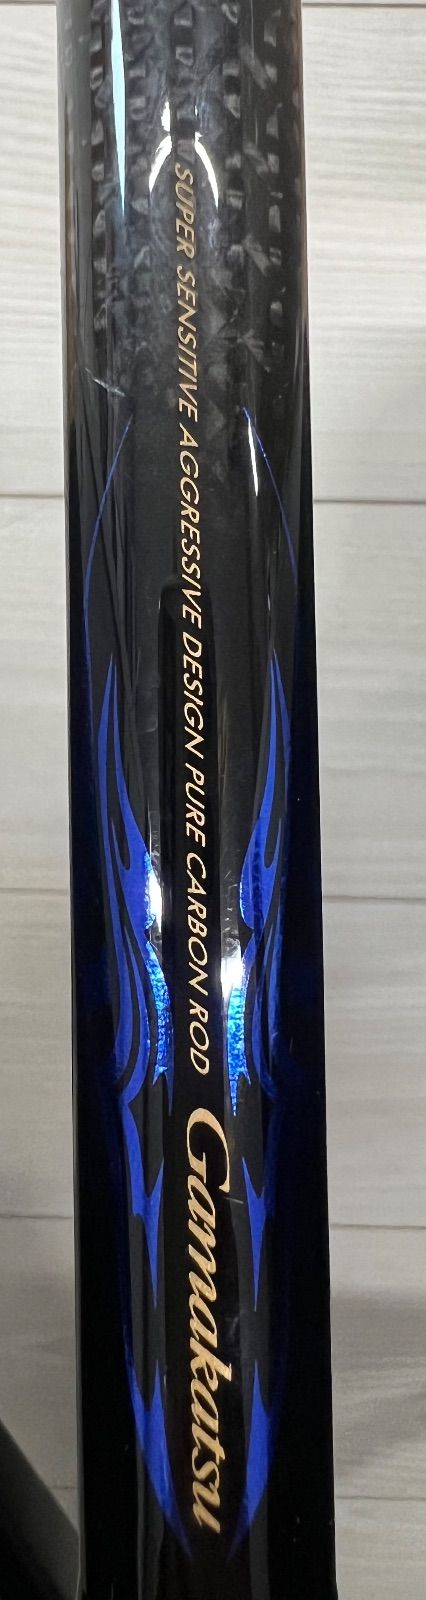 SUPER SENSITIVE AGGRESSIVE DESIGN PURE CARBON ROD Gamakatsu